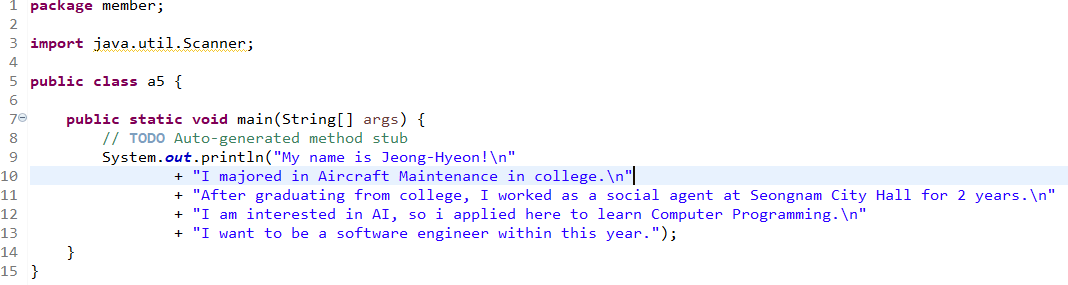 1 package member;
2
3 import java.util.Scanner;
4
5 public class a5 {
6
7 public static void main(String[] args) {
8 // TODO Auto-generated method stub
9 System.out.println("My name is Jeong-Hyeon!\n"
10 + "I majored in Aircraft Maintenance in college.\n"
11 + "After graduating from college, I worked as a social agent at Seongnam City Hall for 2 years.\n"
12 + "I am interested in AI, so i applied here to learn Computer Programming.\n"
13 + "I want to be a software engineer within this year.");
14 }
15 }